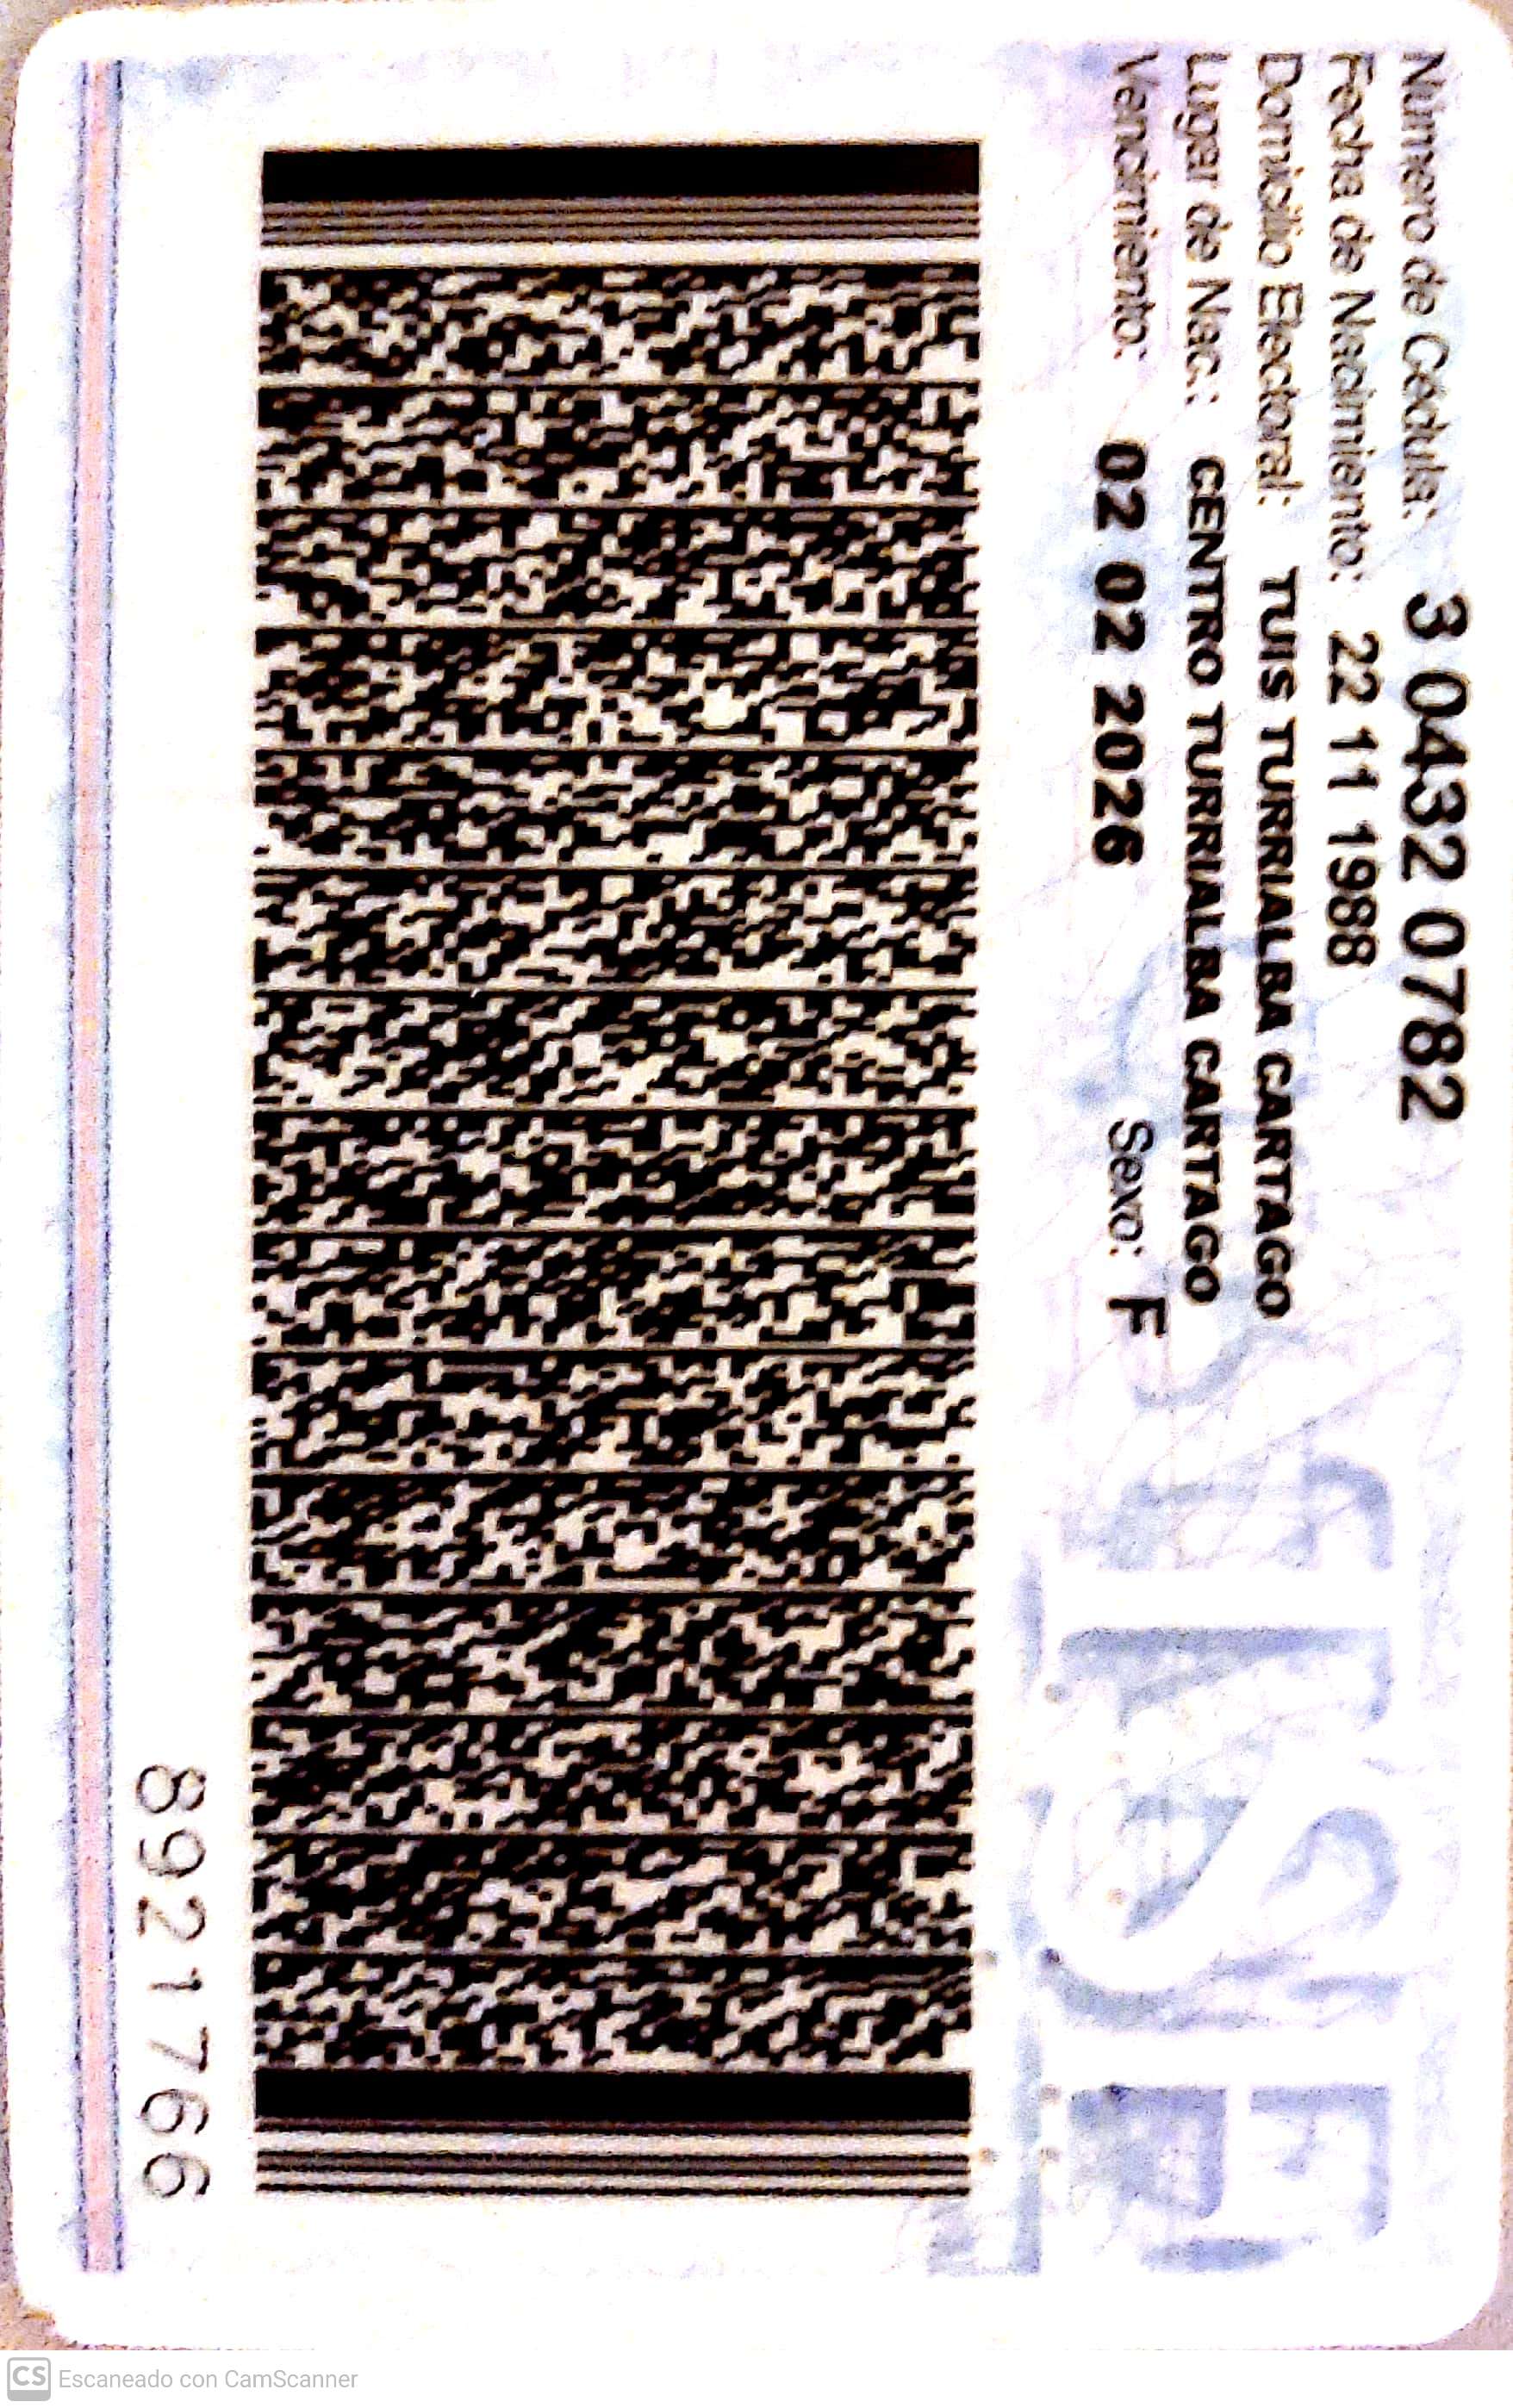 Número de Cédula: 3 0432 0782
Fecha de Nacimiento: 22 11 1988
Domicilio Electoral: TUIS TURRIALBA CARTAGO
Lugar de Nac.: CENTRO TURRIALBA CARTAGO
Vencimiento: 02 02 2026 Sexo: F
TSE
8921766
CS Escaneado con CamScanner